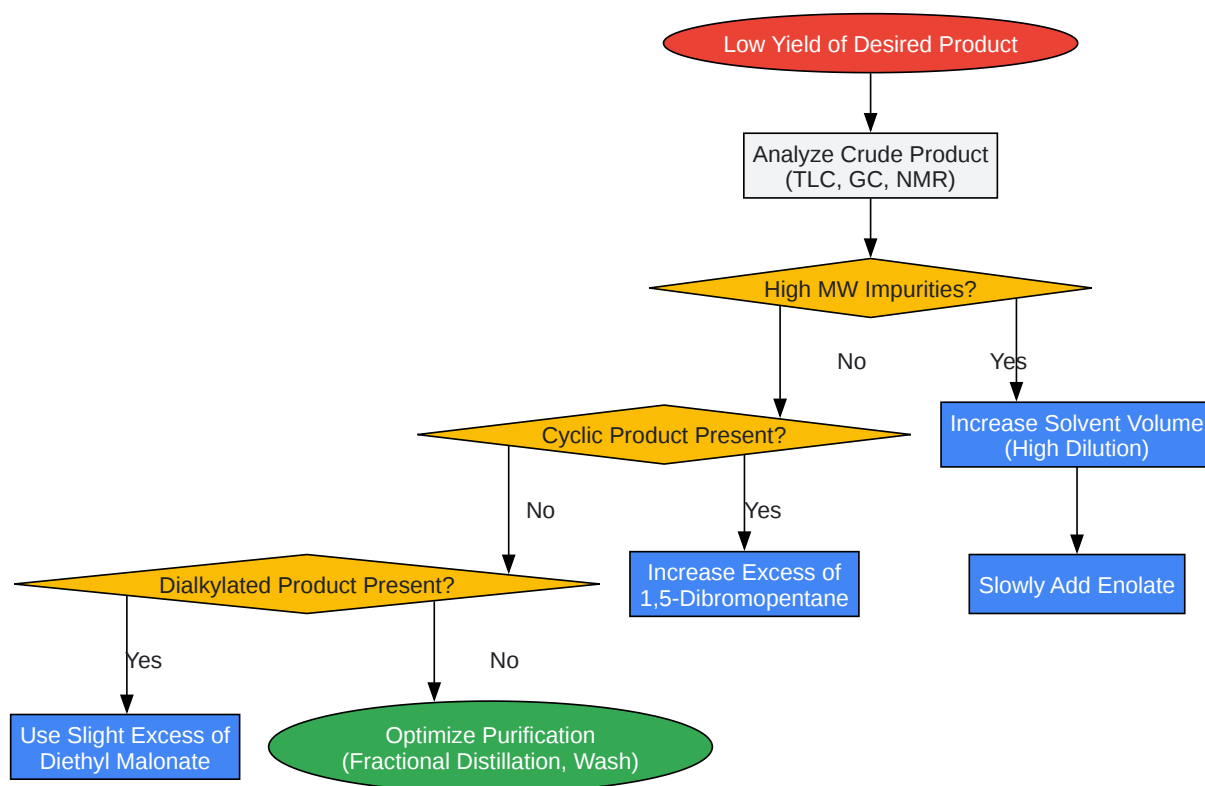 Low Yield of Desired Product
Analyze Crude Product
(TLC, GC, NMR)
High MW Impurities?
No
Yes
Cyclic Product Present?
Increase Solvent Volume
(High Dilution)
No
Yes
Dialkylated Product Present?
Increase Excess of
1,5-Dibromopentane
Slowly Add Enolate
Yes
No
Use Slight Excess of
Diethyl Malonate
Optimize Purification
(Fractional Distillation, Wash)